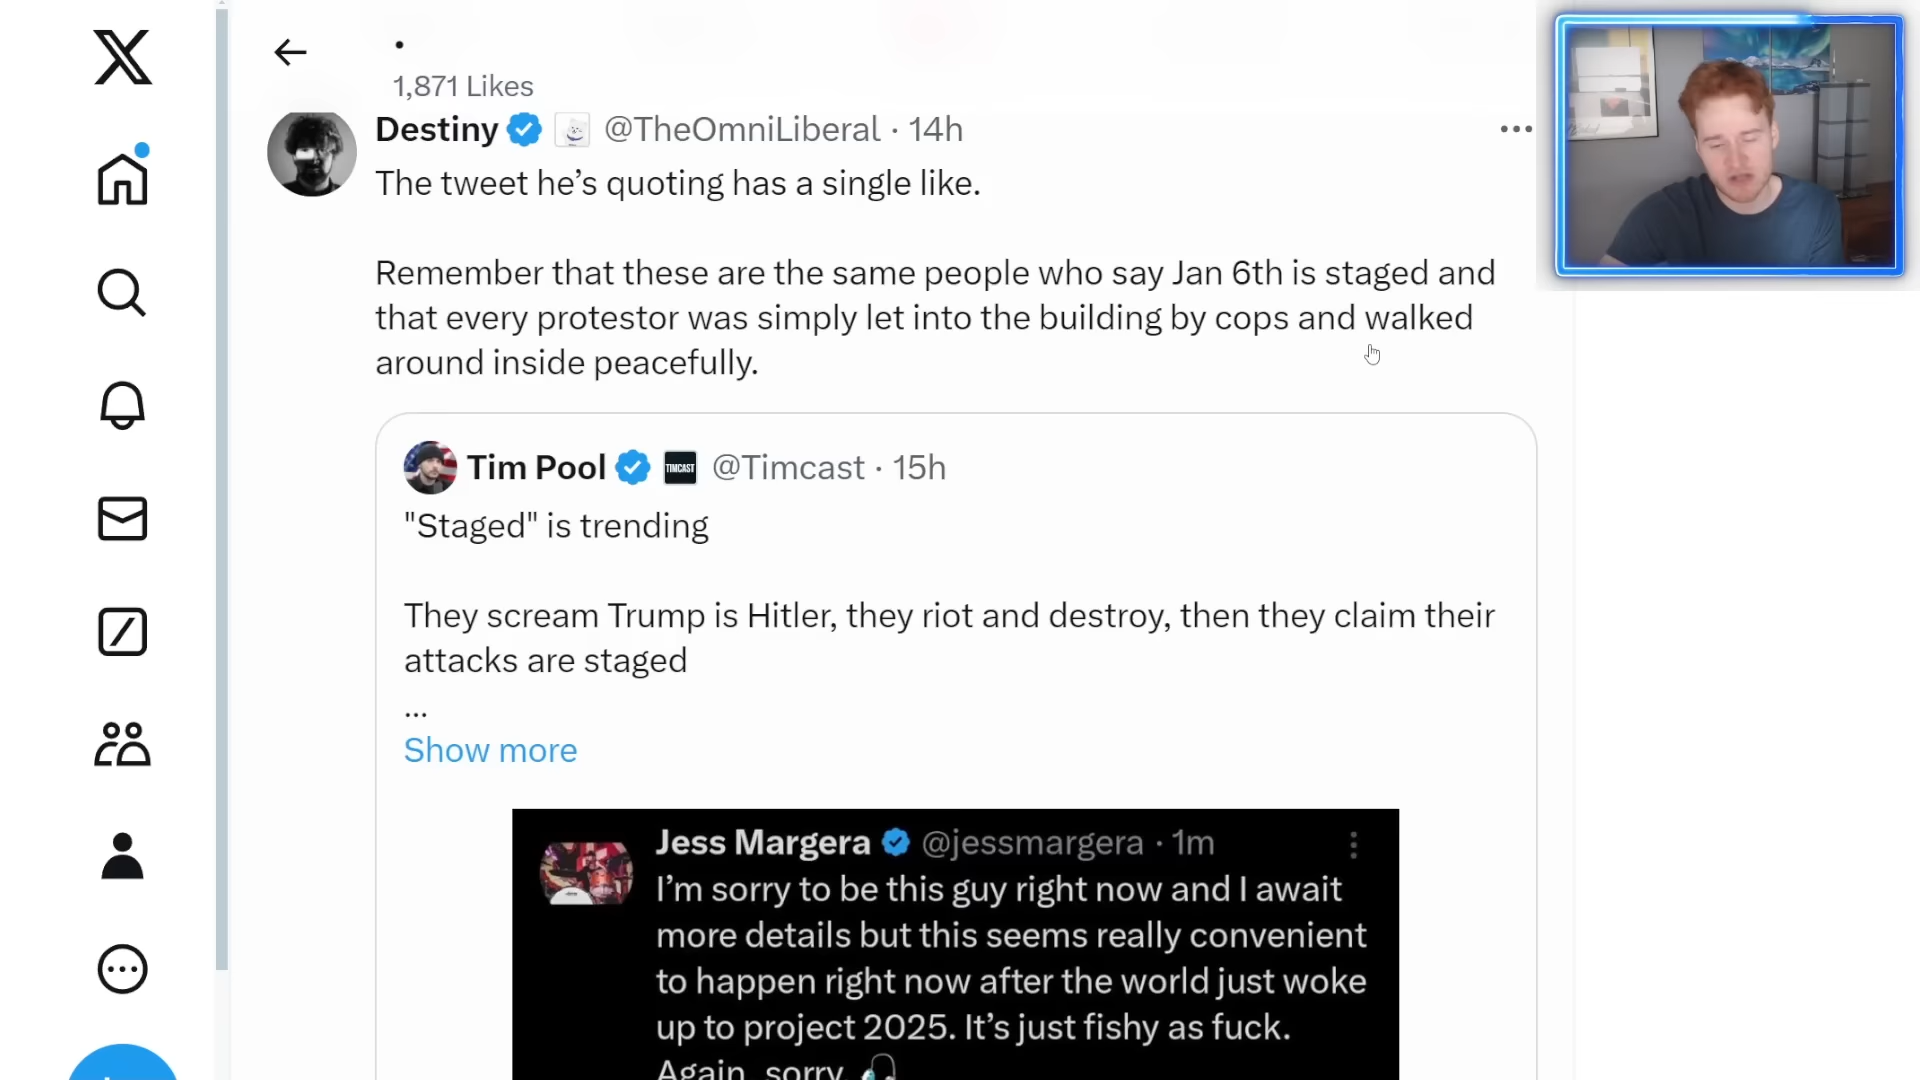 1,871 Likes
Destiny @TheOmniLiberal · 14h
The tweet he’s quoting has a single like.
Remember that these are the same people who say Jan 6th is staged and
that every protestor was simply let into the building by cops and walked
around inside peacefully.
Tim Pool TIMCAST @Timcast · 15h
"Staged" is trending
They scream Trump is Hitler, they riot and destroy, then they claim their
attacks are staged
...
Show more
Jess Margera @jessmargera · 1m
I’m sorry to be this guy right now and I await
more details but this seems really convenient
to happen right now after the world just woke
up to project 2025. It’s just fishy as fuck.
Again, sorry.